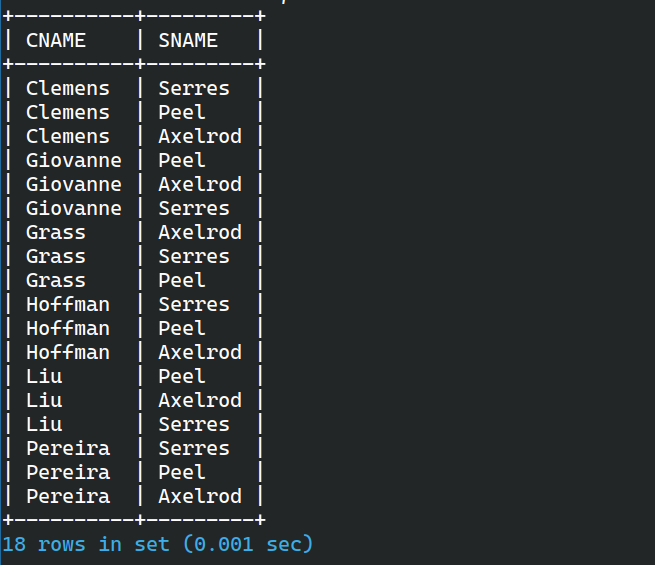 +----------+---------+
| CNAME    | SNAME   |
+----------+---------+
| Clemens  | Serres  |
| Clemens  | Peel    |
| Clemens  | Axelrod |
| Giovanne | Peel    |
| Giovanne | Axelrod |
| Giovanne | Serres  |
| Grass    | Axelrod |
| Grass    | Serres  |
| Grass    | Peel    |
| Hoffman  | Serres  |
| Hoffman  | Peel    |
| Hoffman  | Axelrod |
| Liu      | Peel    |
| Liu      | Axelrod |
| Liu      | Serres  |
| Pereira  | Serres  |
| Pereira  | Peel    |
| Pereira  | Axelrod |
+----------+---------+
18 rows in set (0.001 sec)